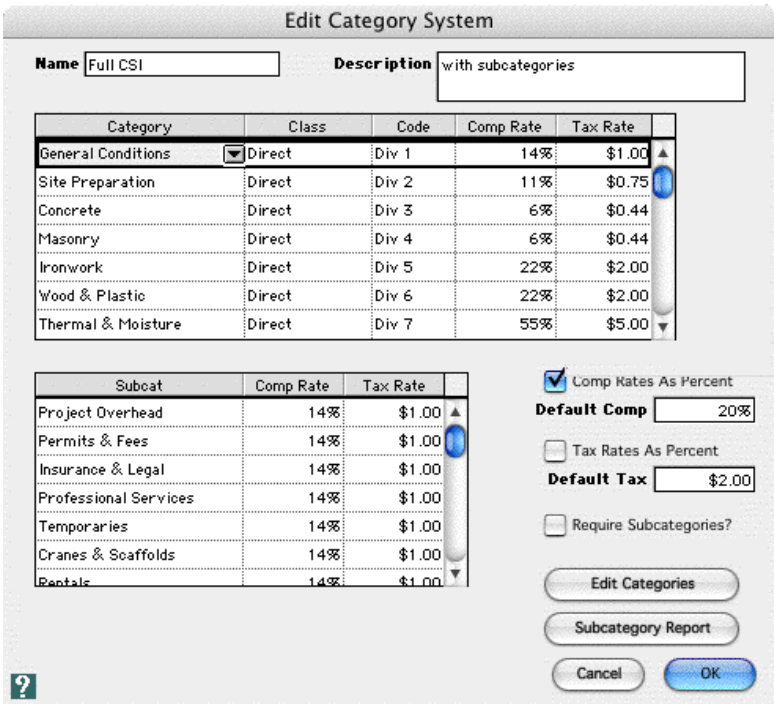 Edit Category System
Name Full CSI Description with subcategories
Category Class Code Comp Rate Tax Rate
General Conditions Direct Div 1 14% $1.00
Site Preparation Direct Div 2 11% $0.75
Concrete Direct Div 3 6% $0.44
Masonry Direct Div 4 6% $0.44
Ironwork Direct Div 5 22% $2.00
Wood & Plastic Direct Div 6 22% $2.00
Thermal & Moisture Direct Div 7 55% $5.00
Subcat Comp Rate Tax Rate
Project Overhead 14% $1.00
Permits & Fees 14% $1.00
Insurance & Legal 14% $1.00
Professional Services 14% $1.00
Temporaries 14% $1.00
Cranes & Scaffolds 14% $1.00
Rentals 14% $1.00
Comp Rates As Percent
Default Comp 20%
Tax Rates As Percent
Default Tax $2.00
Require Subcategories?
Edit Categories
Subcategory Report
Cancel OK
?